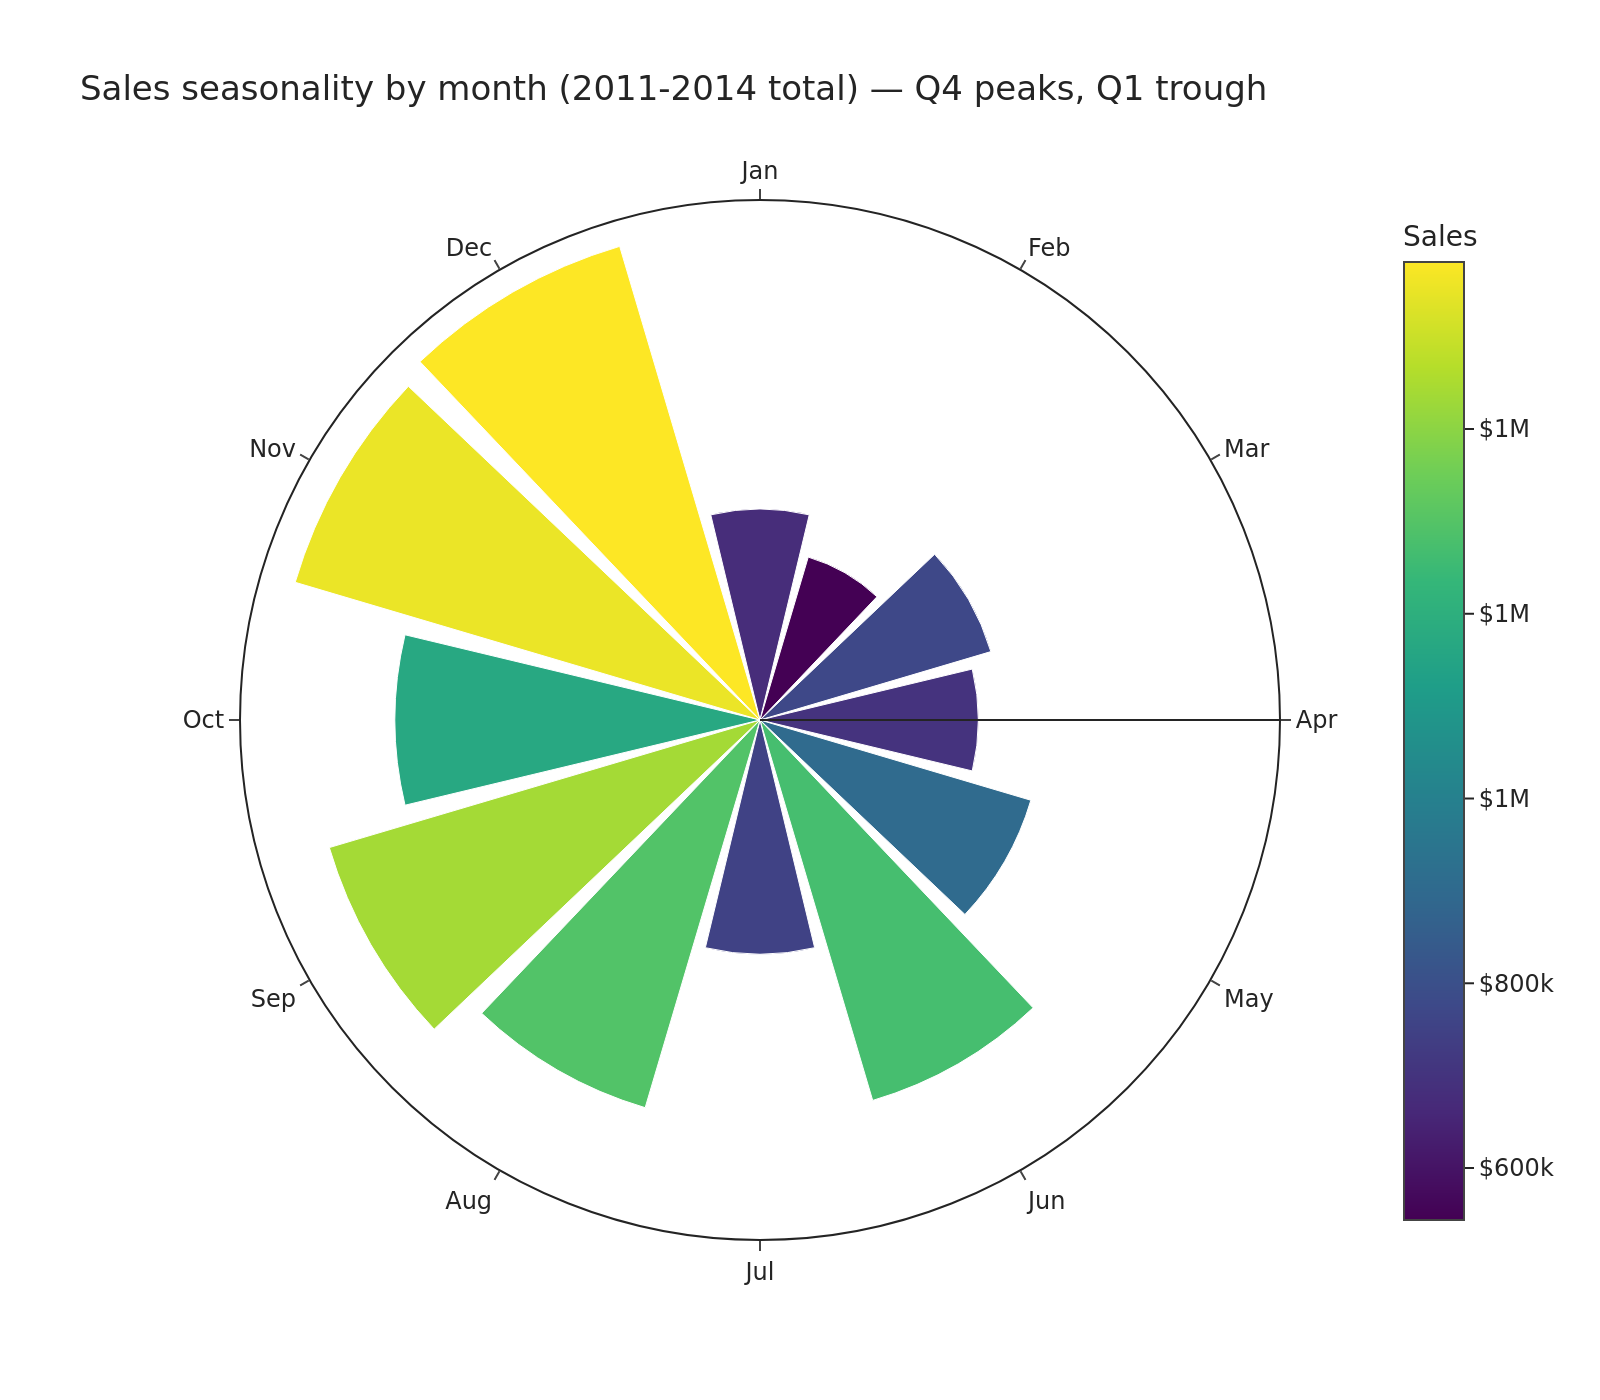 Sales seasonality by month (2011-2014 total) — Q4 peaks, Q1 trough
Jan
Feb
Mar
Apr
May
Jun
Jul
Aug
Sep
Oct
Nov
Dec
Sales
$1M
$1M
$1M
$800k
$600k